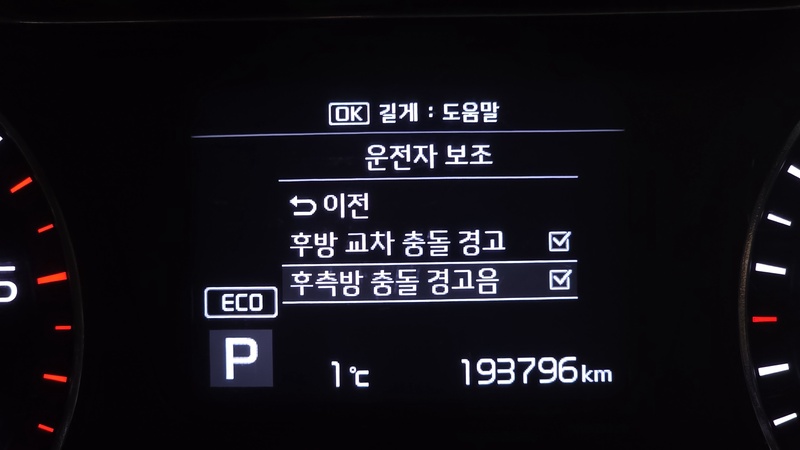 OK 길게 : 도움말
운전자 보조
이전
후방 교차 충돌 경고
후측방 충돌 경고음
ECO
P
1℃ 193796km
5